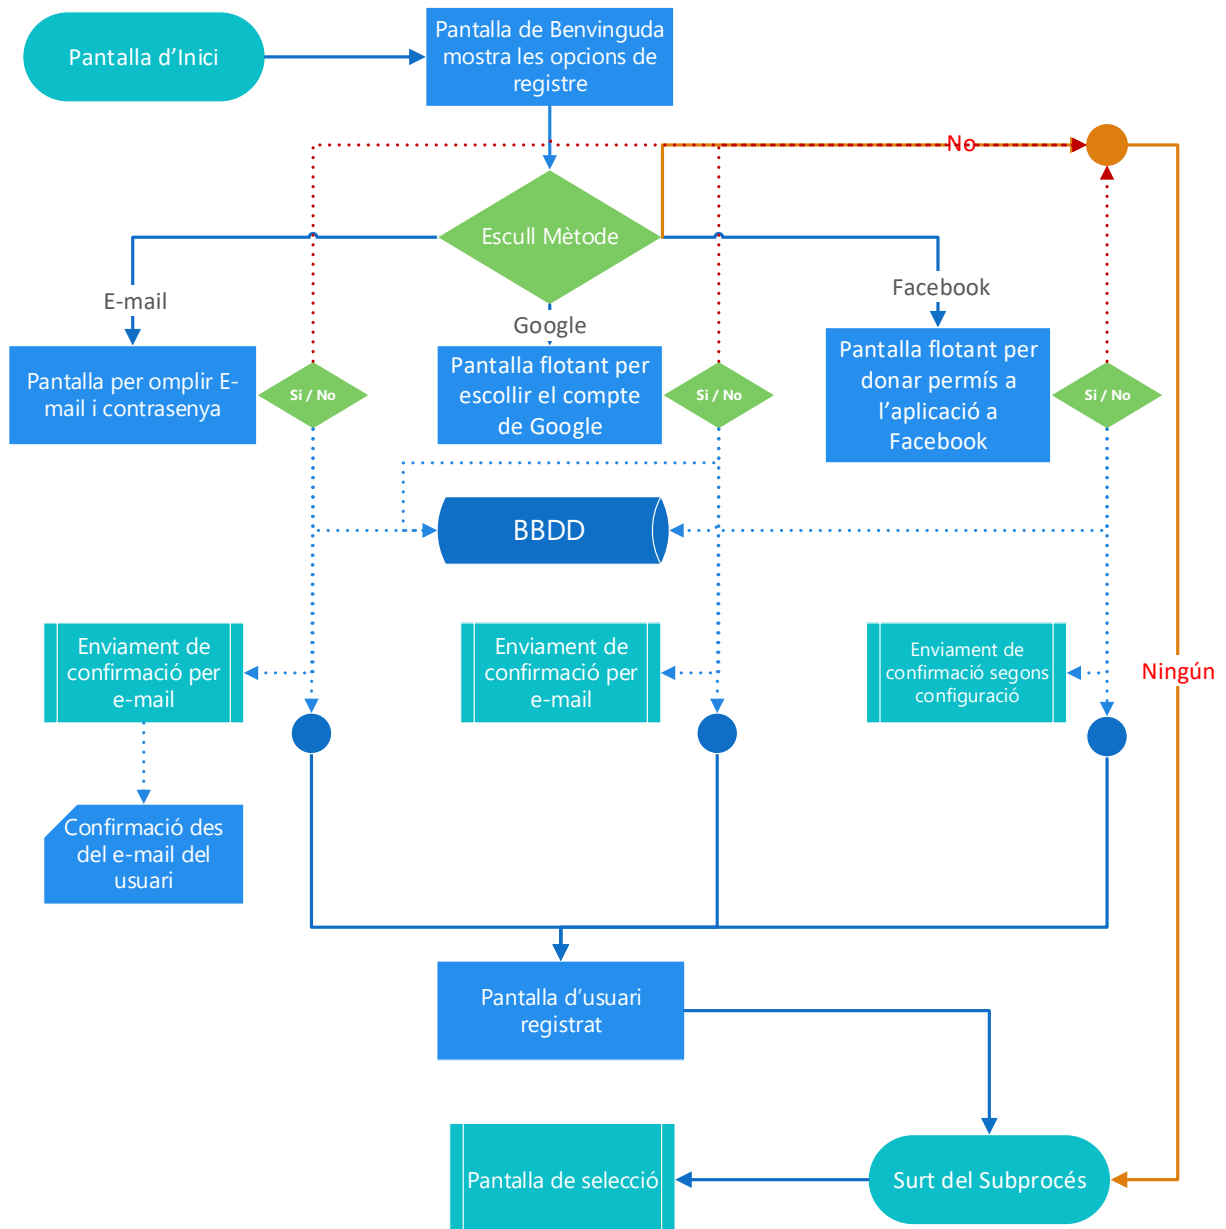 Pantalla d'Inici
Pantalla de Benvinguda
mostra les opcions de
registre
No
Escull Mètode
E-mail
Google
Facebook
Pantalla per omplir E-
mail i contrasenya
Si / No
Pantalla flotant per
escollir el compte
de Google
Si / No
Pantalla flotant per
donar permís a
l'aplicació a
Facebook
Si / No
BBDD
Enviament de
confirmació per
e-mail
Enviament de
confirmació per
e-mail
Enviament de
confirmació segons
configuració
Ningún
Confirmació des
del e-mail del
usuari
Pantalla d'usuari
registrat
Pantalla de selecció
Surt del Subprocés